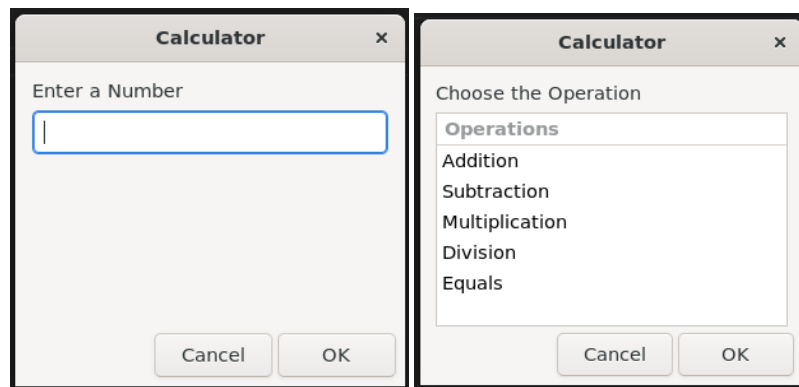 Calculator ×
Enter a Number
Cancel OK
Calculator ×
Choose the Operation
Operations
Addition
Subtraction
Multiplication
Division
Equals
Cancel OK